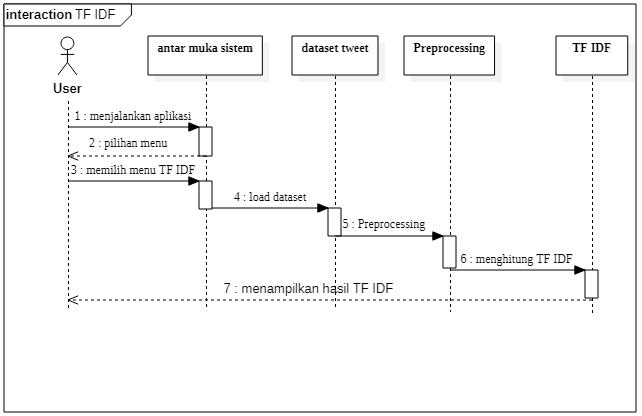 interaction TF IDF
antar muka sistem
dataset tweet
Preprocessing
TF IDF
User
1 : menjalankan aplikasi
2 : pilihan menu
3 : memilih menu TF IDF
4 : load dataset
5 : Preprocessing
6 : menghitung TF IDF
7 : menampilkan hasil TF IDF